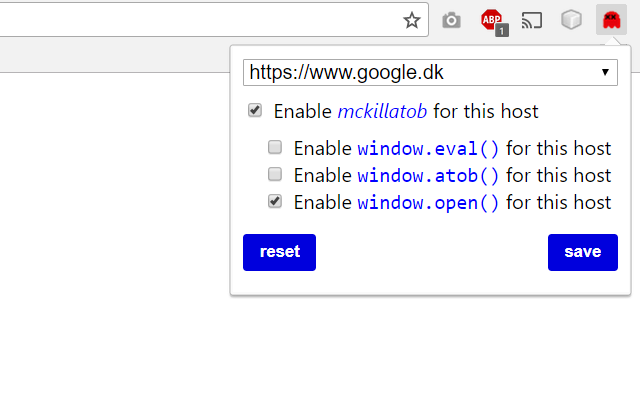 ABP
1
https://www.google.dk
Enable mckillatob for this host
Enable window.eval() for this host
Enable window.atob() for this host
Enable window.open() for this host
reset save